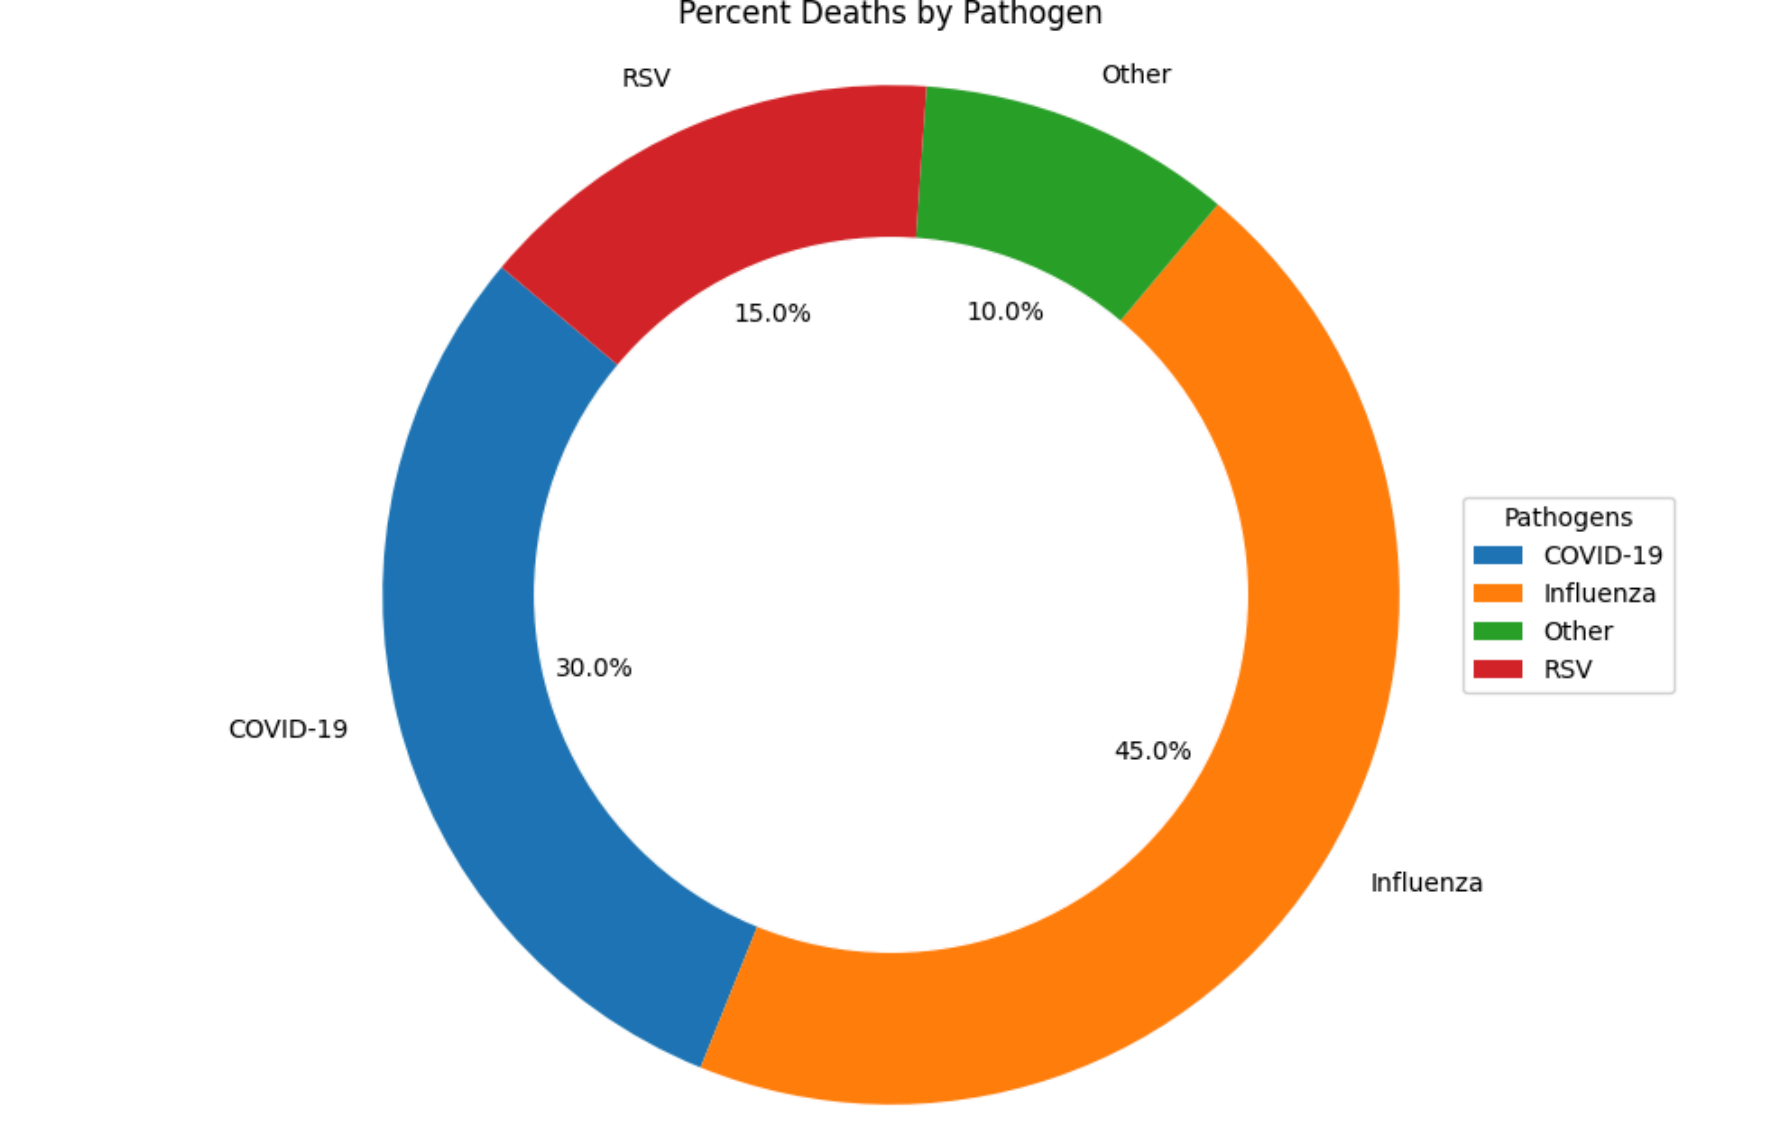 Percent Deaths by Pathogen
RSV
Other
15.0%
10.0%
30.0%
COVID-19
45.0%
Influenza
Pathogens
COVID-19
Influenza
Other
RSV